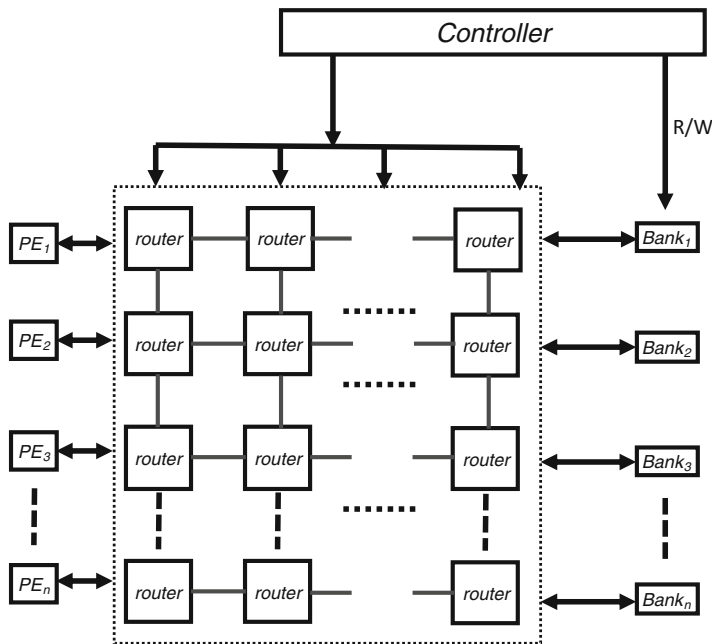 Controller
R/W
PE1 router router router Bank1
PE2 router router router Bank2
PE3 router router router Bank3
PEn router router router Bankn